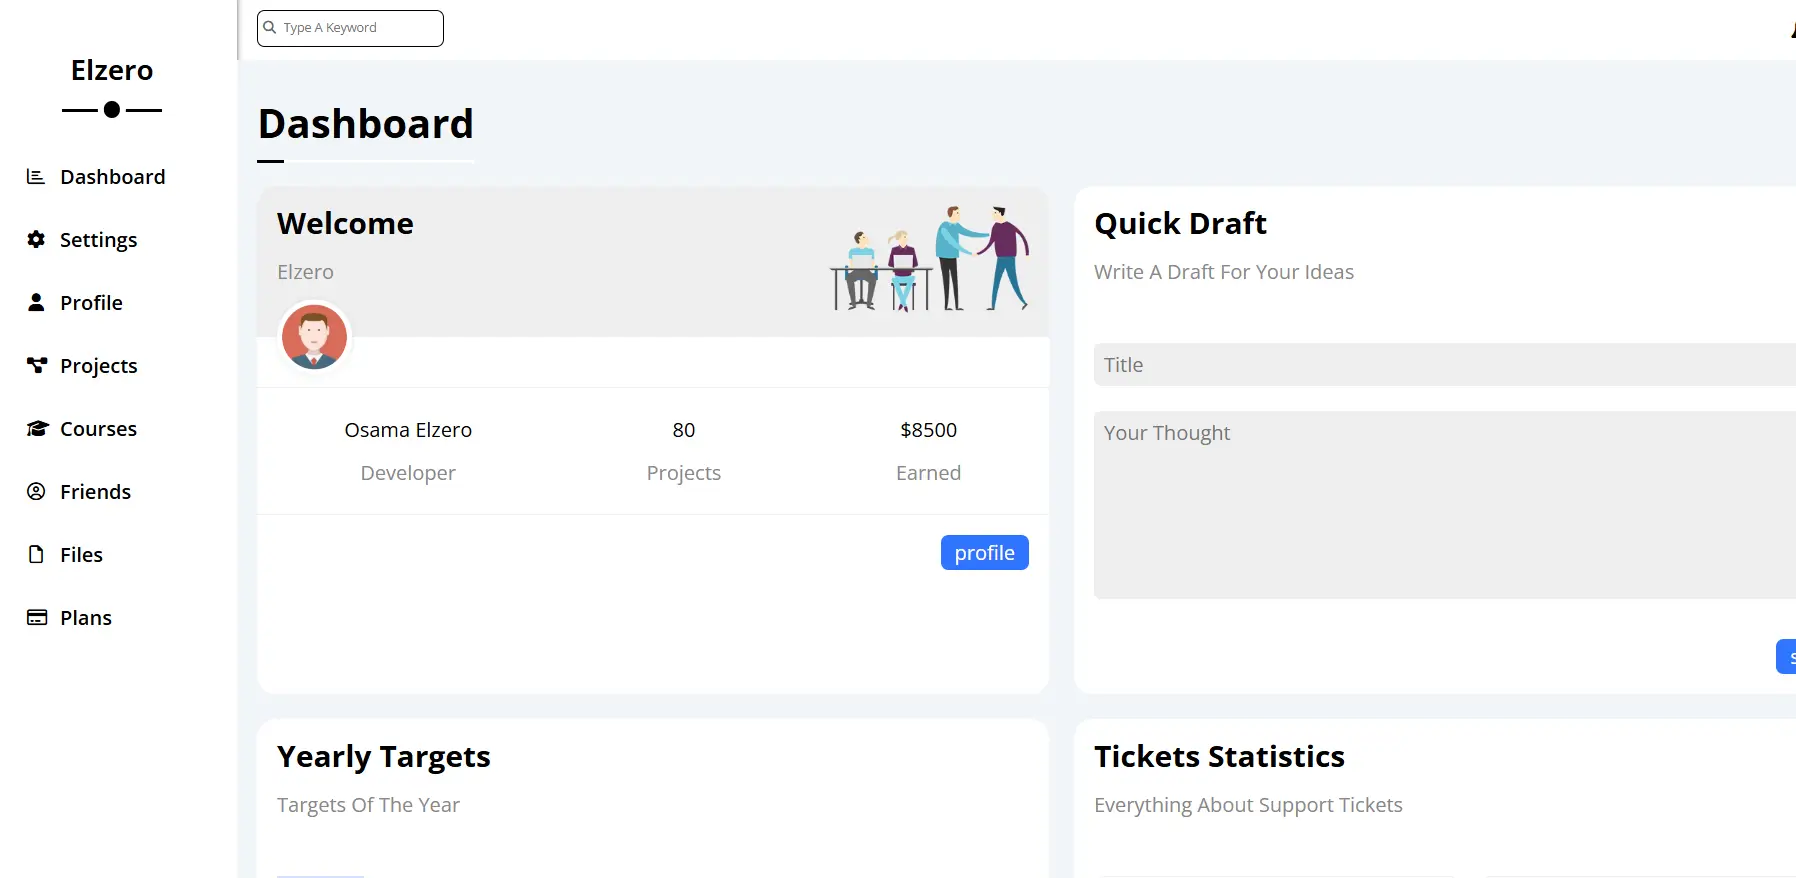 Elzero
Dashboard
Settings
Profile
Projects
Courses
Friends
Files
Plans
Type A Keyword
Dashboard
Welcome
Elzero
Osama Elzero
Developer
80
Projects
$8500
Earned
profile
Quick Draft
Write A Draft For Your Ideas
Title
Your Thought
Yearly Targets
Targets Of The Year
Tickets Statistics
Everything About Support Tickets